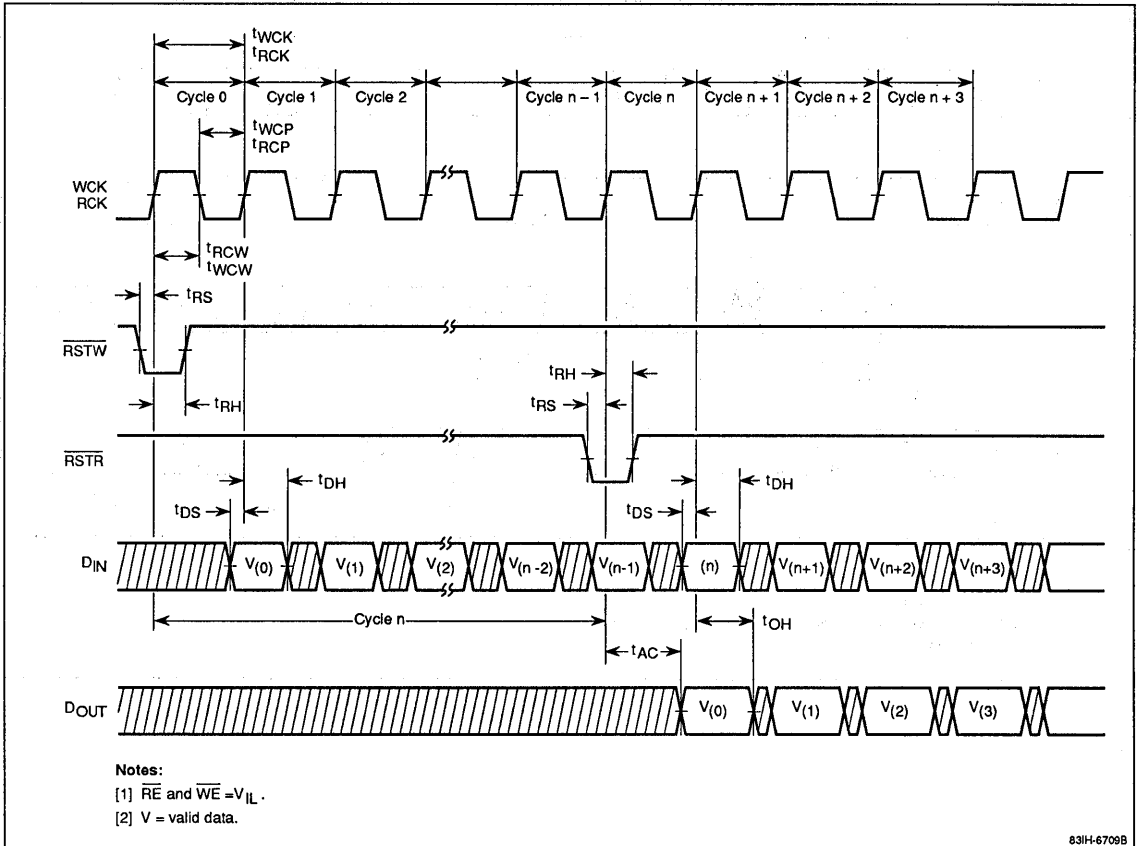 tWCK
tRCK
Cycle 0 Cycle 1 Cycle 2 Cycle n – 1 Cycle n Cycle n + 1 Cycle n + 2 Cycle n + 3
tWCP
tRCP
WCK
RCK
tRCW
tWCW
tRS
RSTW
tRH
tRH
tRS
RSTR
tDH
tDH
tDS
tDS
DIN V(0) V(1) V(2) V(n -2) V(n-1) (n) V(n+1) V(n+2) V(n+3)
Cycle n
tOH
tAC
DOUT V(0) V(1) V(2) V(3)
Notes:
[1] RE and WE =VIL .
[2] V = valid data.
83IH-6709B